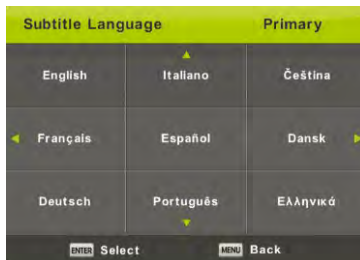 Subtitle Language Primary
English Italiano Čeština
Français Español Dansk
Deutsch Português Ελληνικά
ENTER Select MENU Back